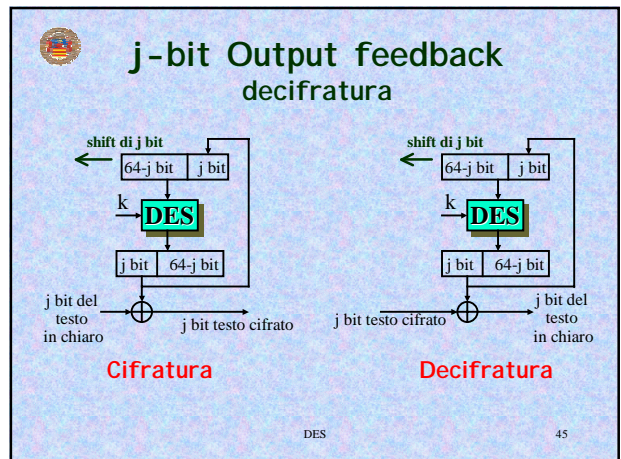 j-bit Output feedback
decifratura
shift di j bit
64-j bit
j bit
k
DES
j bit
64-j bit
j bit del
testo
in chiaro
j bit testo cifrato
Cifratura
shift di j bit
64-j bit
j bit
k
DES
j bit
64-j bit
j bit testo cifrato
j bit del
testo
in chiaro
Decifratura
DES
45